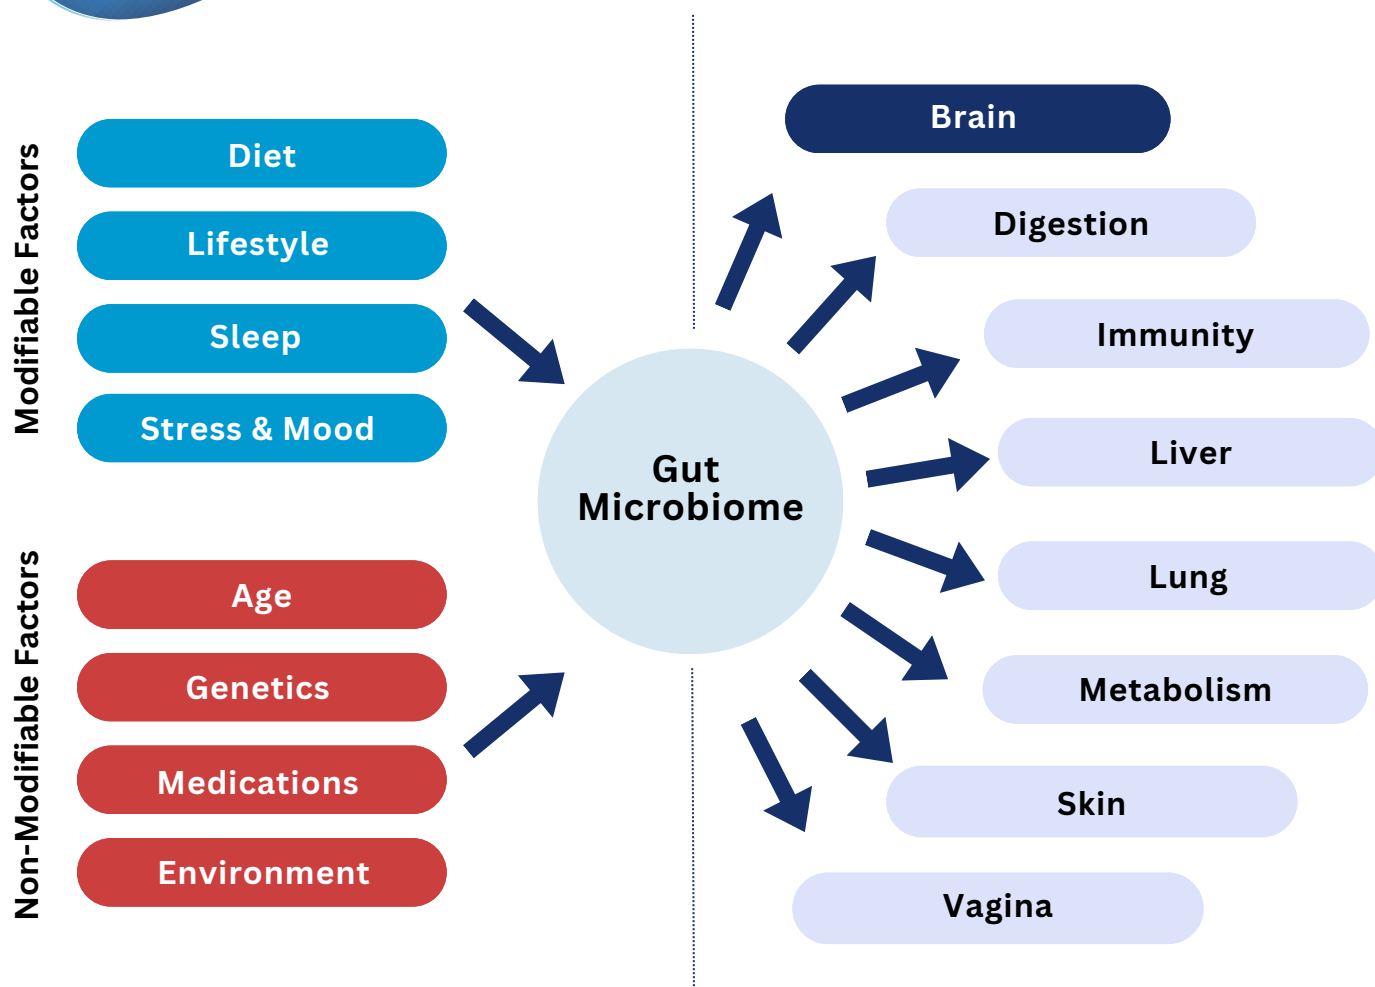 Modifiable Factors
Diet
Lifestyle
Sleep
Stress & Mood
Non-Modifiable Factors
Age
Genetics
Medications
Environment
Gut
Microbiome
Brain
Digestion
Immunity
Liver
Lung
Metabolism
Skin
Vagina